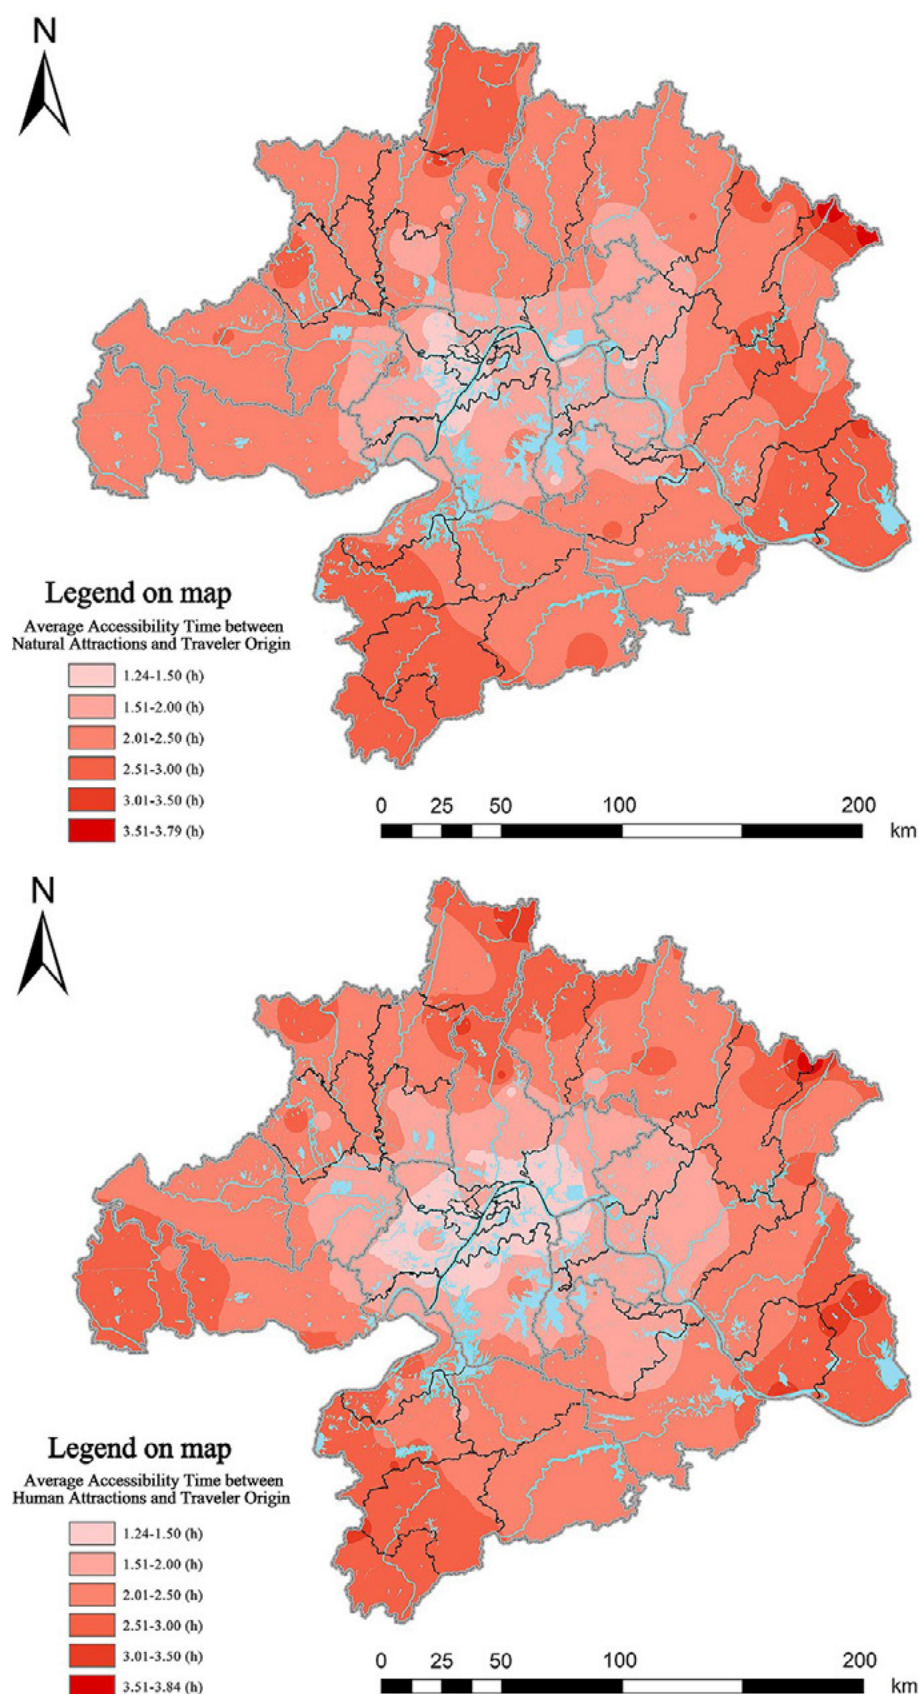 N
Legend on map
Average Accessibility Time between
Natural Attractions and Traveler Origin
1.24-1.50 (h)
1.51-2.00 (h)
2.01-2.50 (h)
2.51-3.00 (h)
3.01-3.50 (h)
3.51-3.79 (h)
0 25 50 100 200
km
N
Legend on map
Average Accessibility Time between
Human Attractions and Traveler Origin
1.24-1.50 (h)
1.51-2.00 (h)
2.01-2.50 (h)
2.51-3.00 (h)
3.01-3.50 (h)
3.51-3.84 (h)
0 25 50 100 200
km